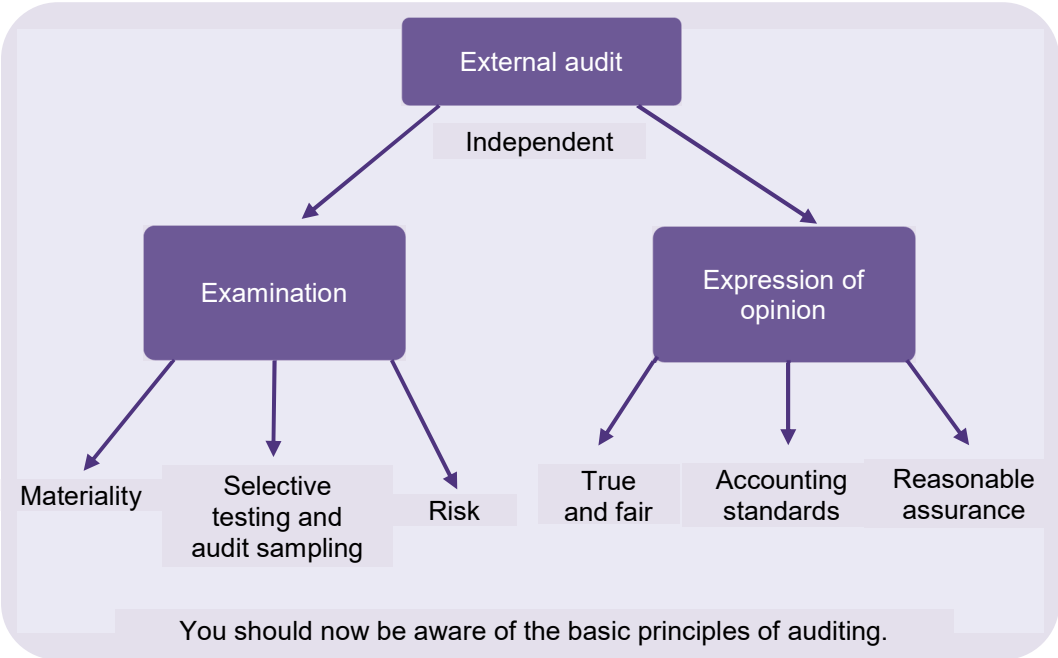 External audit
Independent
Examination
Expression of
opinion
Materiality
Selective
testing and
audit sampling
Risk
True
and fair
Accounting
standards
Reasonable
assurance
You should now be aware of the basic principles of auditing.